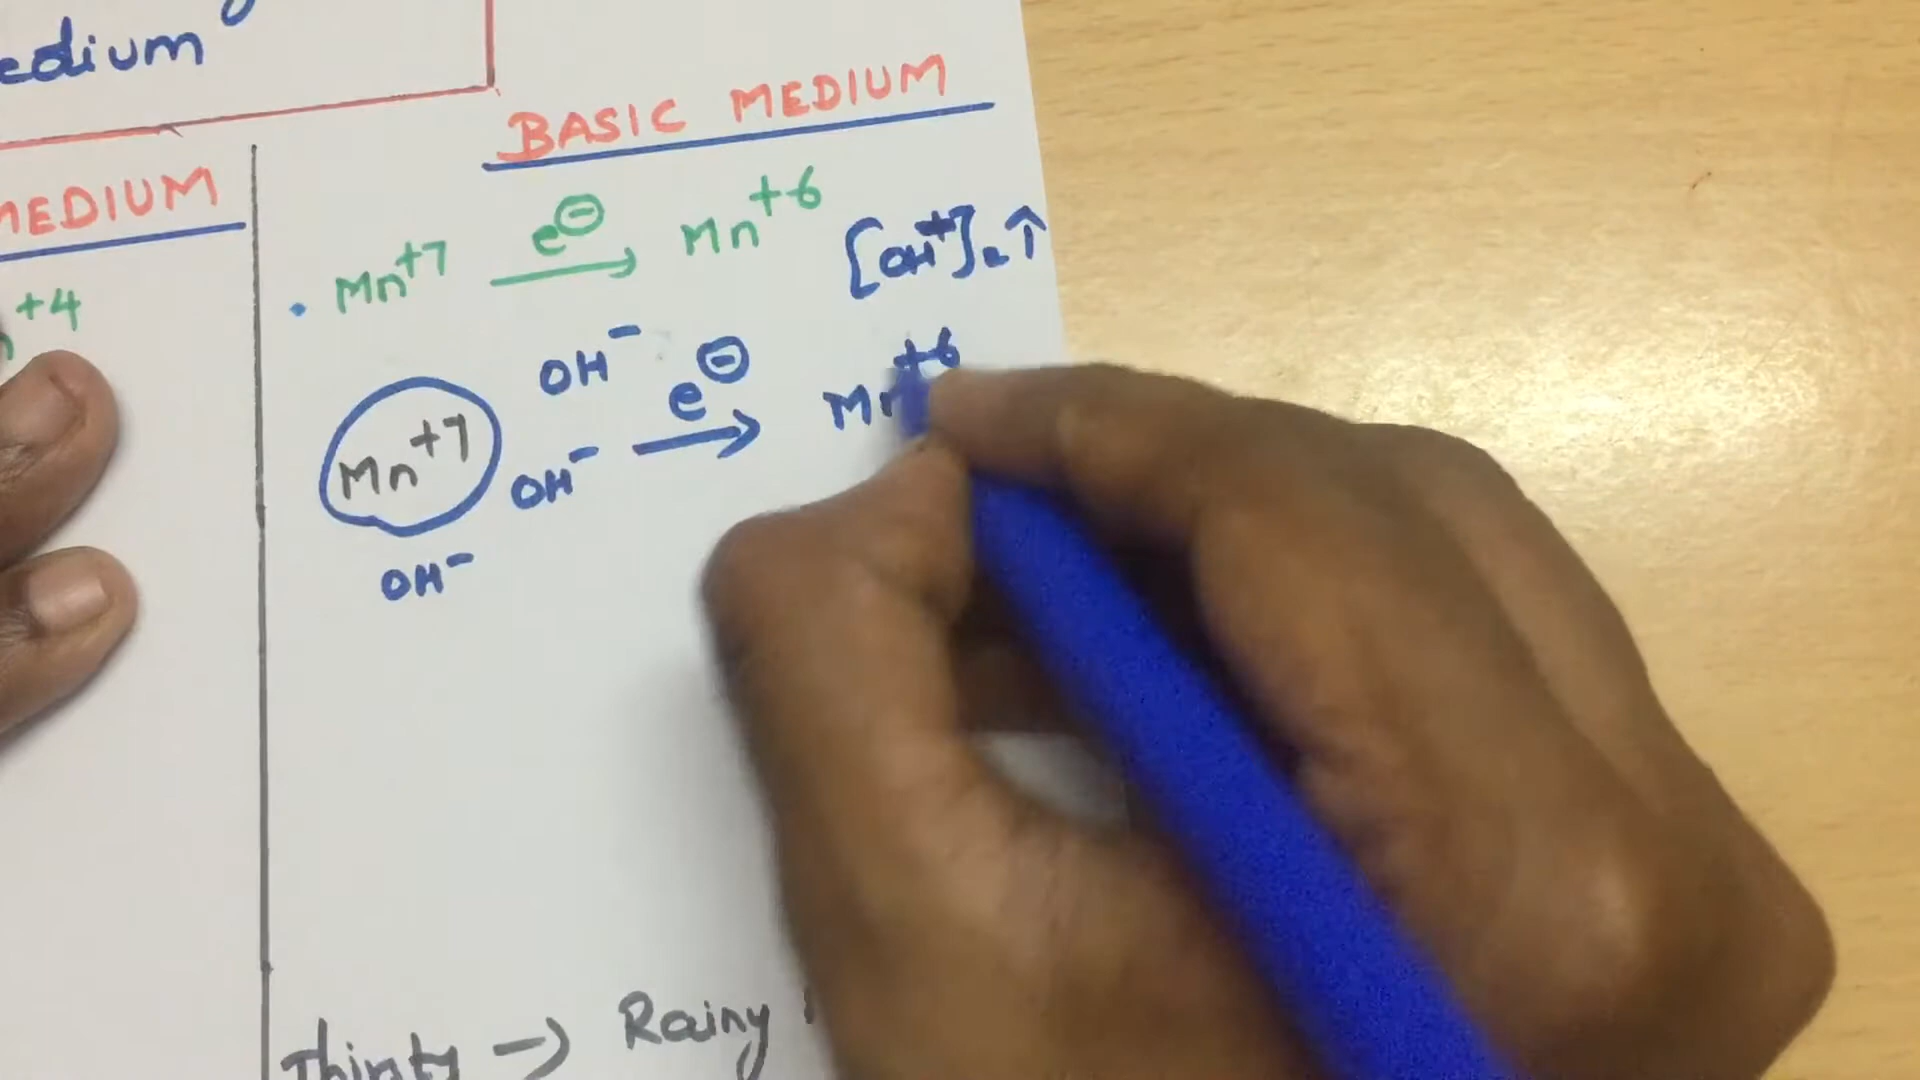 edium
BASIC MEDIUM
MEDIUM
+4
• Mn+7 e⊖ → Mn+6
[OH+]₂↑
OH-
Mn+7 OH- e⊖ → Mn+6
OH-
Thirsty → Rainy